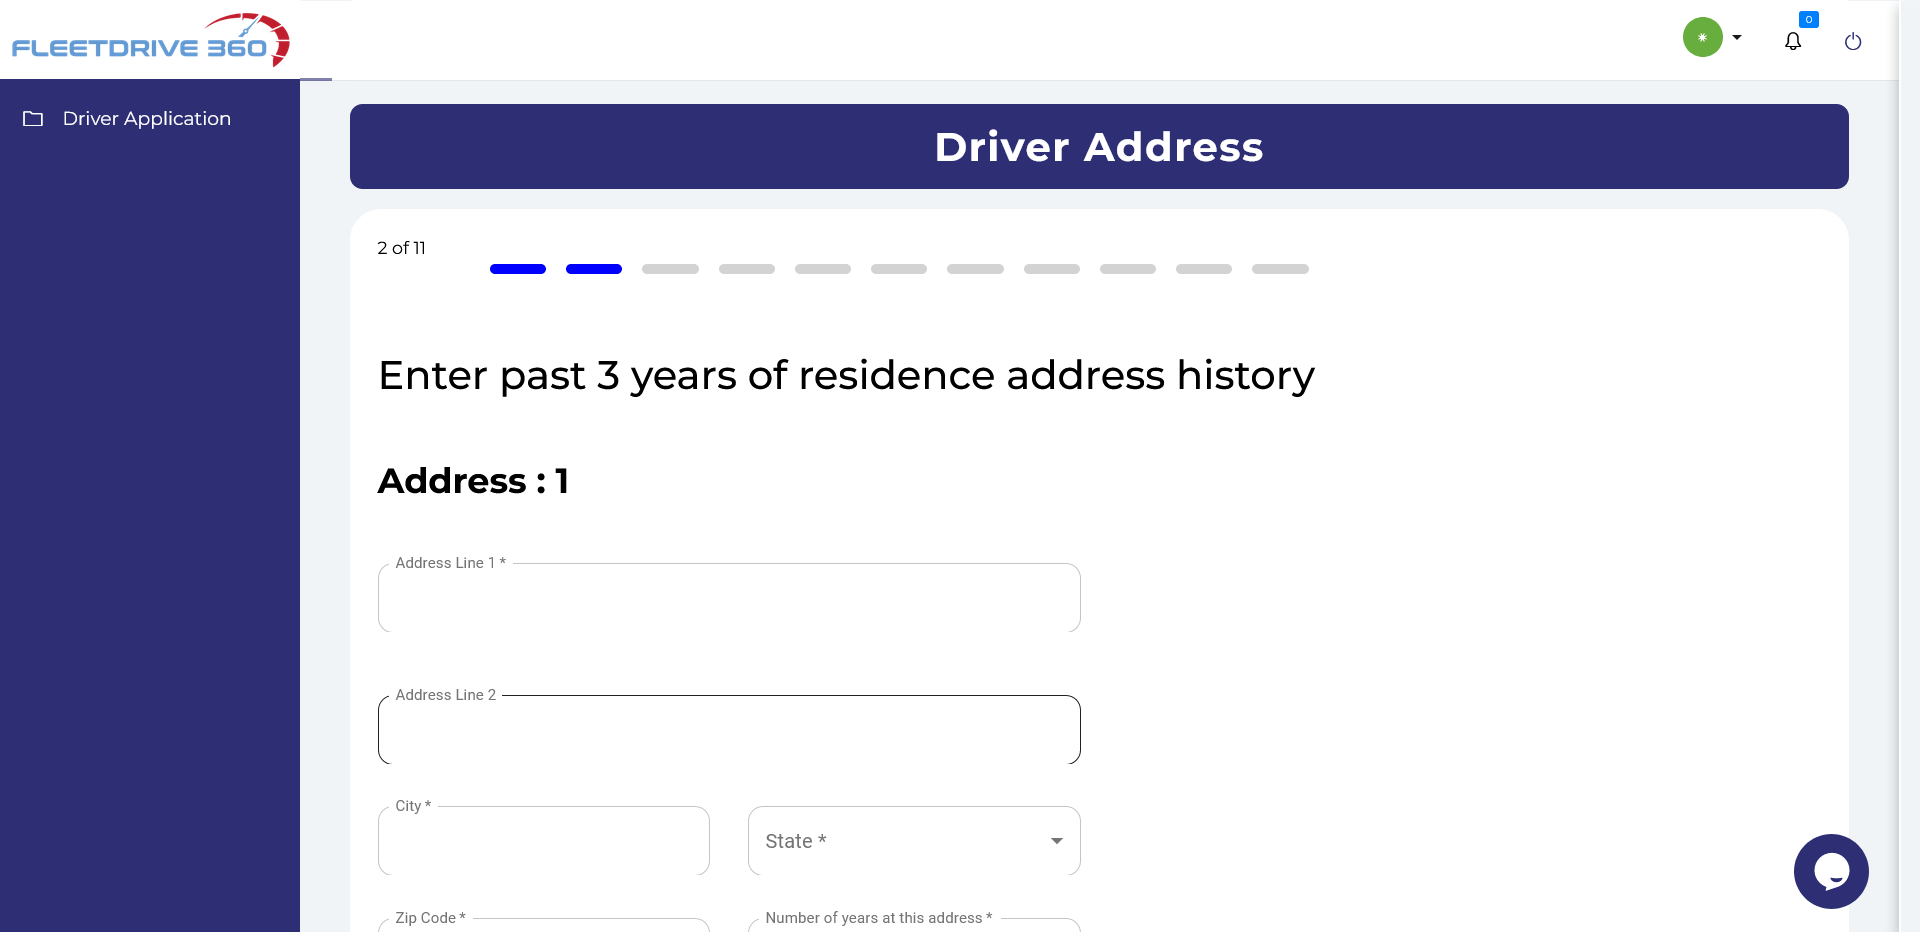 FLEETDRIVE 360
0
Driver Application
Driver Address
2 of 11
Enter past 3 years of residence address history
Address : 1
Address Line 1 *
Address Line 2
City *
State *
Zip Code *
Number of years at this address *